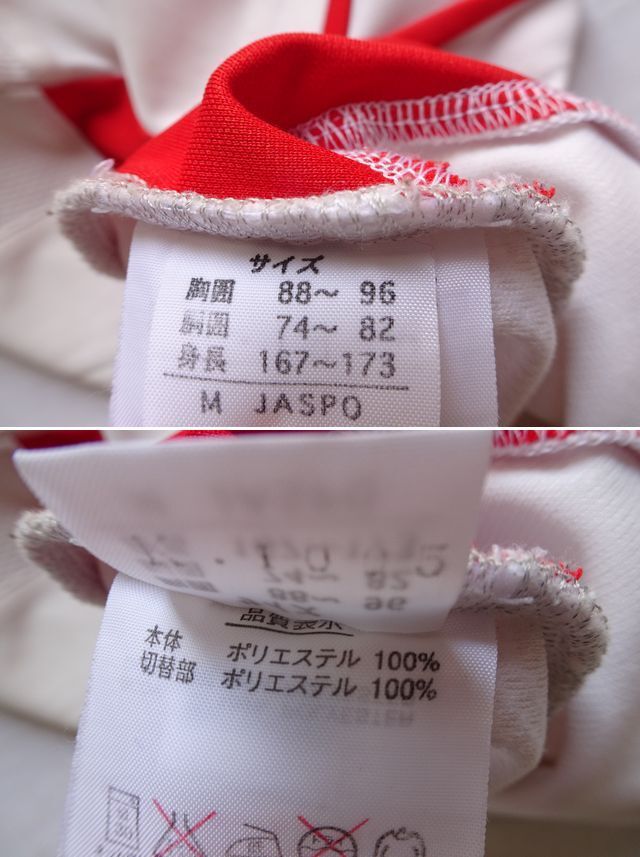 サイズ
胸囲 88〜 96
胴囲 74〜 82
身長 167〜173
M JASPO
品質表示
本体 ポリエステル 100%
切替部 ポリエステル 100%